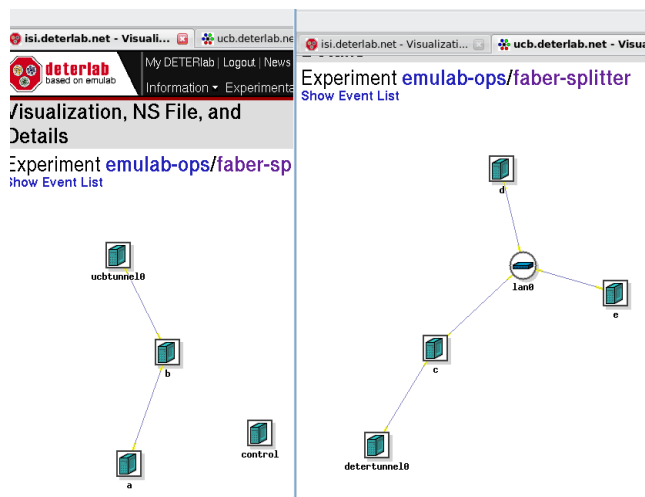 isi.deterlab.net - Visuali...
ucb.deterlab.ne
deterlab
based on emulab
My DETERlab | Logout | News
Information Experimenta
Visualization, NS File, and
Details
Experiment emulab-ops/faber-sp
Show Event List
ucbtunnel0
b
a
control
isi.deterlab.net - Visualizati...
ucb.deterlab.net - Visua
Experiment emulab-ops/faber-splitter
Show Event List
d
lan0
e
c
detertunnel0